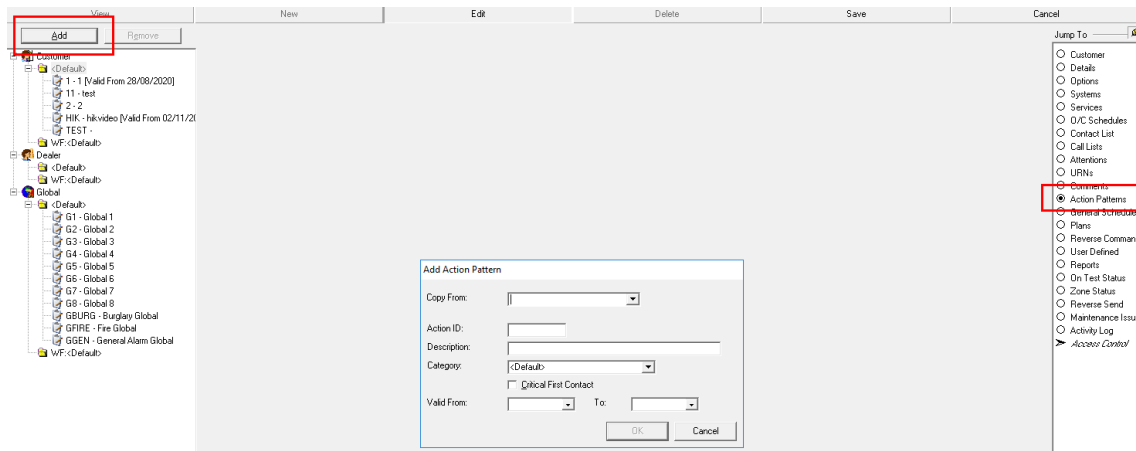 View New Edit Delete Save Cancel
Add Remove
Customer
<Default>
1 - 1 [Valid From 28/08/2020]
11 - test
2 - 2
HIK - hikvideo [Valid From 02/11/20
TEST -
WF:<Default>
Dealer
<Default>
WF:<Default>
Global
<Default>
G1 - Global 1
G2 - Global 2
G3 - Global 3
G4 - Global 4
G5 - Global 5
G6 - Global 6
G7 - Global 7
G8 - Global 8
GBURG - Burglary Global
GFIRE - Fire Global
GGEN - General Alarm Global
WF:<Default>
Add Action Pattern
Copy From:
Action ID:
Description:
Category: <Default>
Critical First Contact
Valid From: To:
OK Cancel
Jump To
Customer
Details
Options
Systems
Services
O/C Schedules
Contact List
Call Lists
Attentions
URNs
Comments
Action Patterns
General Schedule
Plans
Reverse Comman
User Defined
Reports
On Test Status
Zone Status
Reverse Send
Maintenance Issu
Activity Log
Access Control